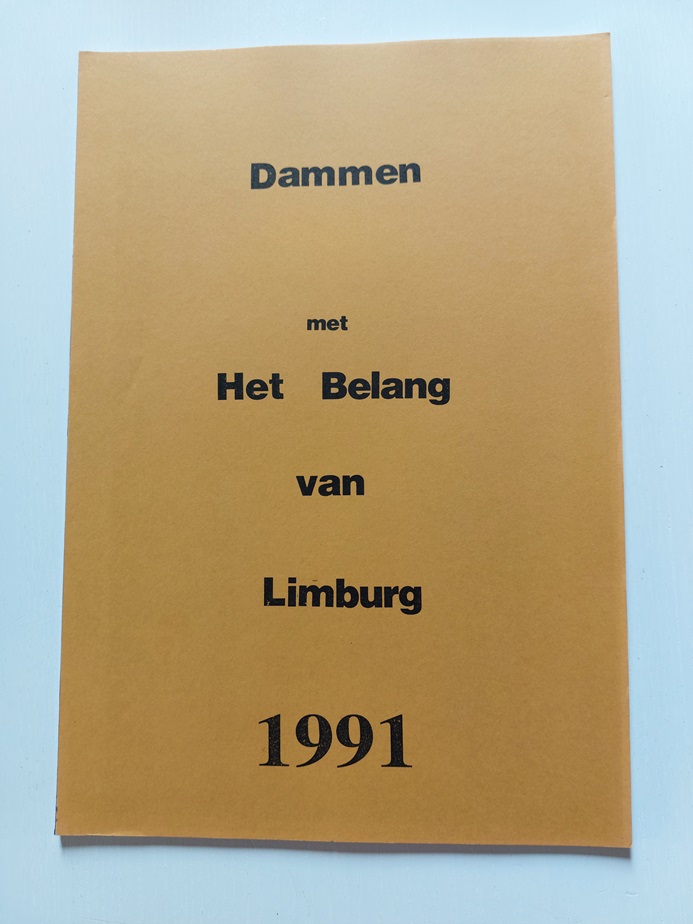 Dammen
met
Het Belang
van
Limburg
1991